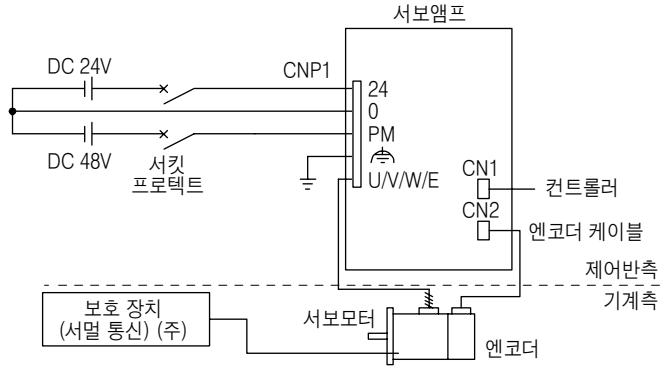 서보앰프
DC 24V
CNP1
24
0
PM
U/V/W/E
DC 48V
서킷
프로텍트
CN1
컨트롤러
CN2
엔코더 케이블
제어반측
기계측
보호 장치
(서멀 통신) (주)
서보모터
엔코더